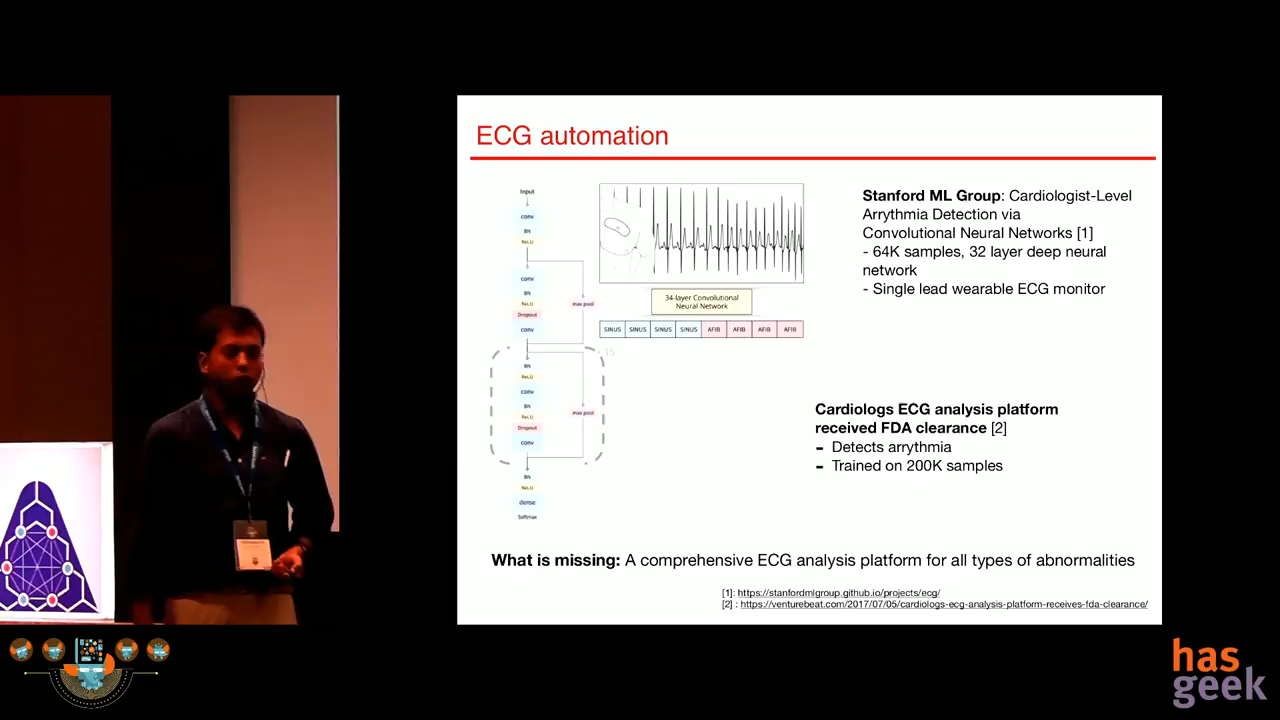 ECG automation
Input
conv
BN
ReLU
conv
BN
ReLU
Dropout
conv
max pool
BN
ReLU
conv
BN
ReLU
Dropout
conv
max pool
BN
ReLU
dense
Softmax
34-layer Convolutional
Neural Network
SINUS SINUS SINUS SINUS AFIB AFIB AFIB AFIB
15
Stanford ML Group: Cardiologist-Level
Arrythmia Detection via
Convolutional Neural Networks [1]
- 64K samples, 32 layer deep neural
network
- Single lead wearable ECG monitor
Cardiologs ECG analysis platform
received FDA clearance [2]
- Detects arrythmia
- Trained on 200K samples
What is missing: A comprehensive ECG analysis platform for all types of abnormalities
[1]: https://stanfordmlgroup.github.io/projects/ecg/
[2] : https://venturebeat.com/2017/07/05/cardiologs-ecg-analysis-platform-receives-fda-clearance/
has
geek